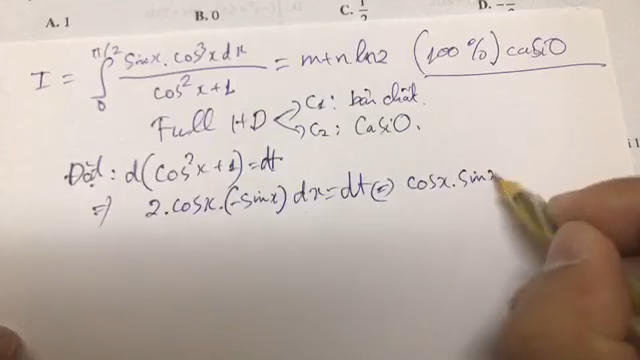 A. 1 B. 0 C. 1/2 D.
I = ∫₀^(π/2) (sinx . cos³x dx)/(cos²x + 1) = m + n.ln2 (100%) casiO
Full HD < C1: bản chất.
C2: CasiO.
Đặt: d(cos²x + 1) = dt
=> 2.cosx.(-sinx) dx = dt (=) cosx.sinx